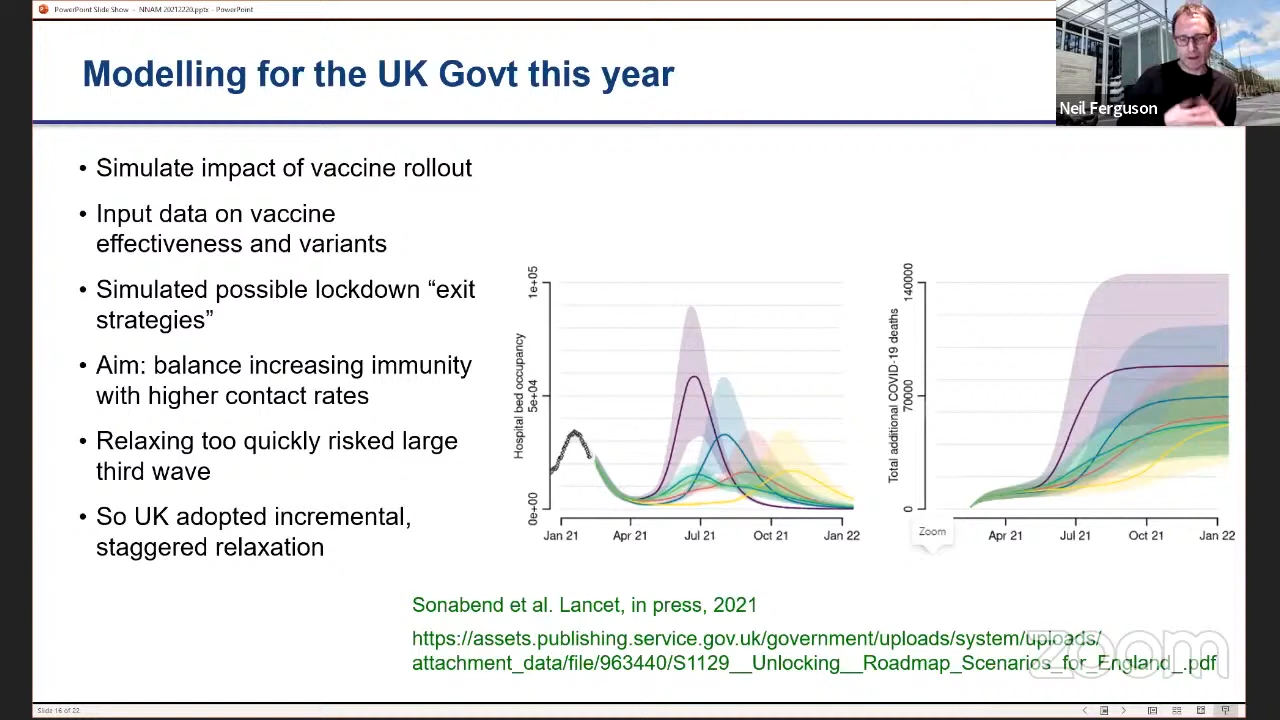 PowerPoint Slide Show - NNAM 20212220.pptx - PowerPoint
Modelling for the UK Govt this year
Neil Ferguson
• Simulate impact of vaccine rollout
• Input data on vaccine
effectiveness and variants
• Simulated possible lockdown “exit
strategies”
• Aim: balance increasing immunity
with higher contact rates
• Relaxing too quickly risked large
third wave
• So UK adopted incremental,
staggered relaxation
Hospital bed occupancy
1e+05
5e+04
0e+00
Jan 21 Apr 21 Jul 21 Oct 21 Jan 22
Total additional COVID-19 deaths
140000
70000
0
Zoom
Apr 21 Jul 21 Oct 21 Jan 22
Sonabend et al. Lancet, in press, 2021
https://assets.publishing.service.gov.uk/government/uploads/system/uploads/
attachment_data/file/963440/S1129__Unlocking__Roadmap_Scenarios_for_England_.pdf
zoom
Slide 16 of 22